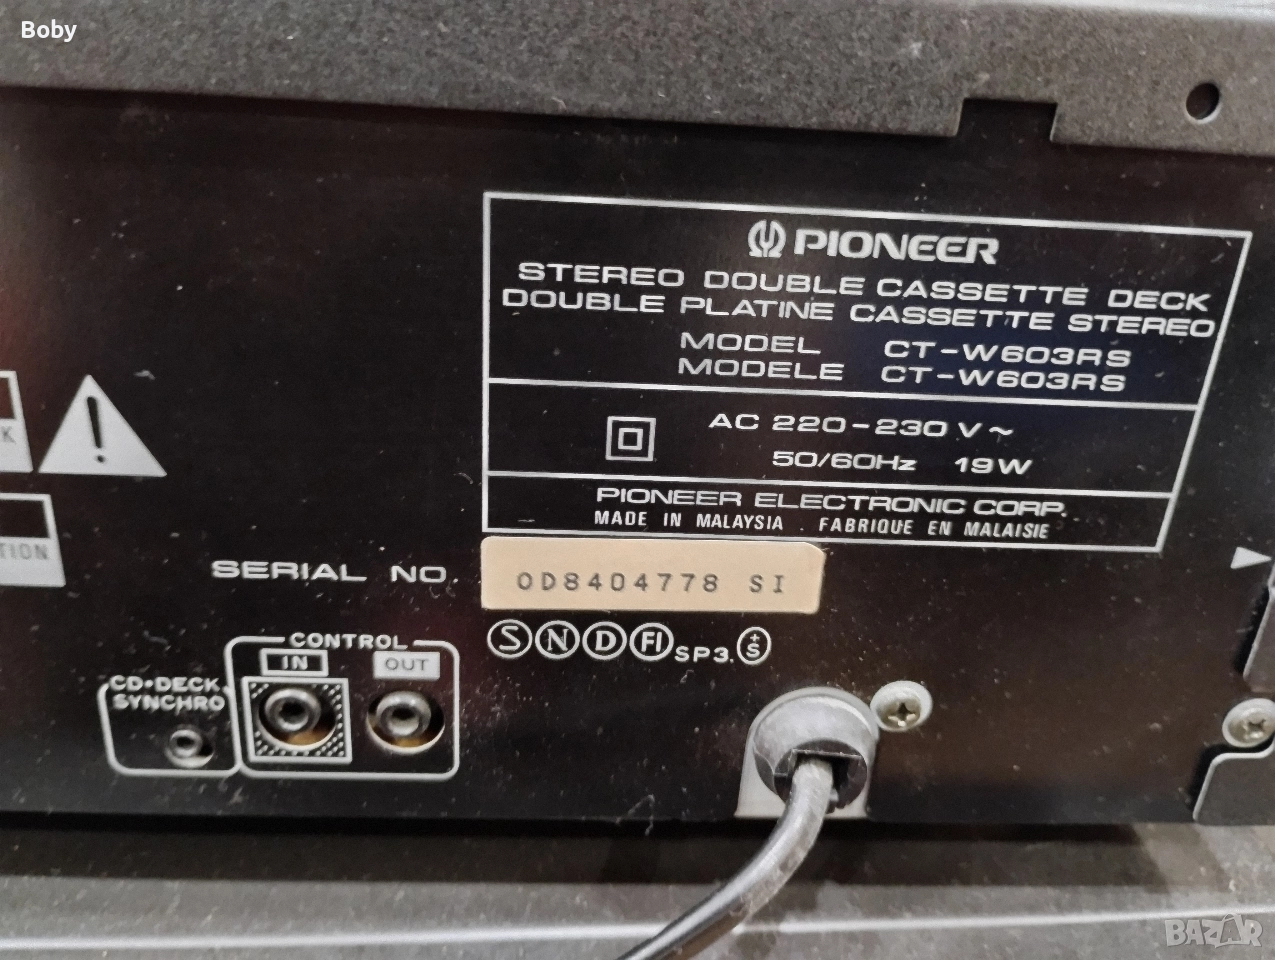 Boby
PIONEER
STEREO DOUBLE CASSETTE DECK
DOUBLE PLATINE CASSETTE STEREO
MODEL CT-W603RS
MODELE CT-W603RS
AC 220-230 V ~
50/60Hz 19W
PIONEER ELECTRONIC CORP.
MADE IN MALAYSIA . FABRIQUE EN MALAISIE
K
!
TION
SERIAL NO. OD8404778 SI
S N D FI SP3. +S
CONTROL
IN OUT
CD•DECK
SYNCHRO
BAZAR